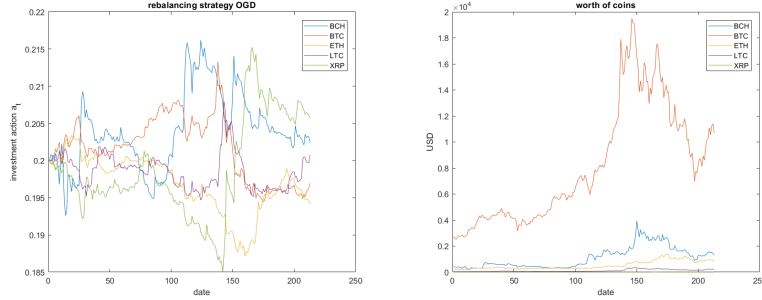 rebalancing strategy OGD
0.22
0.215
0.21
0.205
0.2
0.195
0.19
0.185
investment action a_t
0 50 100 150 200 250
date
BCH
BTC
ETH
LTC
XRP
worth of coins
×10⁴
2
1.8
1.6
1.4
1.2
1
0.8
0.6
0.4
0.2
0
USD
0 50 100 150 200 250
date
BCH
BTC
ETH
LTC
XRP